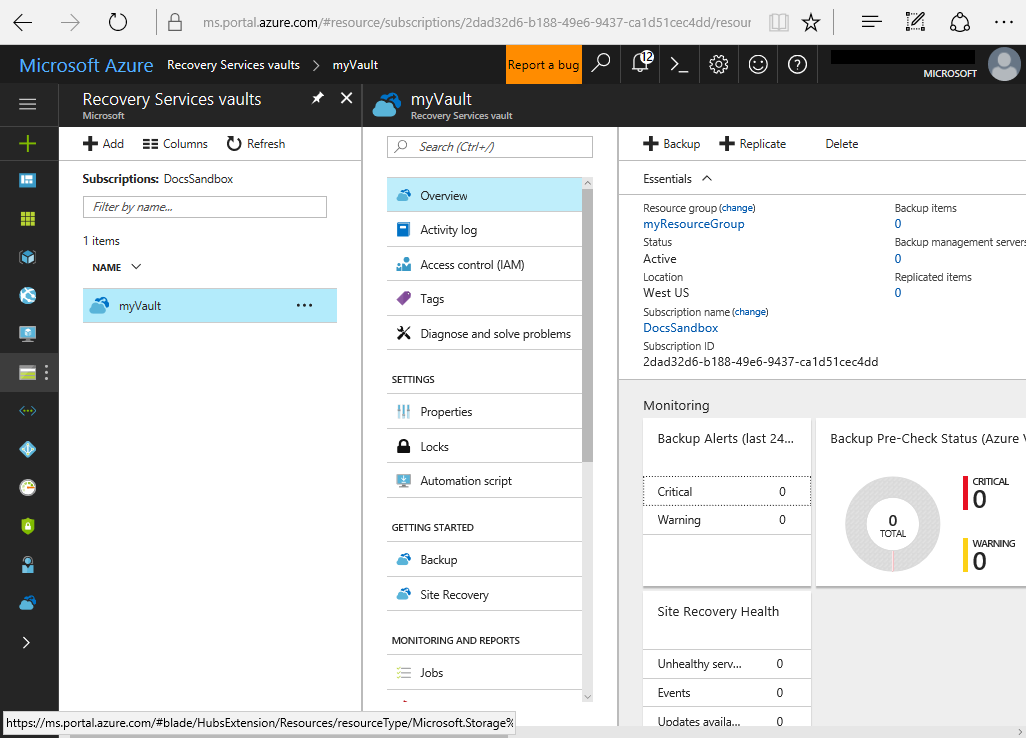 ms.portal.azure.com/#resource/subscriptions/2dad32d6-b188-49e6-9437-ca1d51cec4dd/resour
Microsoft Azure
Recovery Services vaults
myVault
Report a bug
12
MICROSOFT
Recovery Services vaults
Microsoft
Add
Columns
Refresh
Subscriptions: DocsSandbox
Filter by name...
1 items
NAME
myVault
myVault
Recovery Services vault
Search (Ctrl+/)
Overview
Activity log
Access control (IAM)
Tags
Diagnose and solve problems
SETTINGS
Properties
Locks
Automation script
GETTING STARTED
Backup
Site Recovery
MONITORING AND REPORTS
Jobs
Backup
Replicate
Delete
Essentials
Resource group (change)
myResourceGroup
Status
Active
Location
West US
Subscription name (change)
DocsSandbox
Subscription ID
2dad32d6-b188-49e6-9437-ca1d51cec4dd
Backup items
0
Backup management servers
0
Replicated items
0
Monitoring
Backup Alerts (last 24...
Critical 0
Warning 0
Backup Pre-Check Status (Azure V
0
TOTAL
CRITICAL
0
WARNING
0
Site Recovery Health
Unhealthy serv... 0
Events 0
Updates availa... 0
https://ms.portal.azure.com/#blade/HubsExtension/Resources/resourceType/Microsoft.Storage%